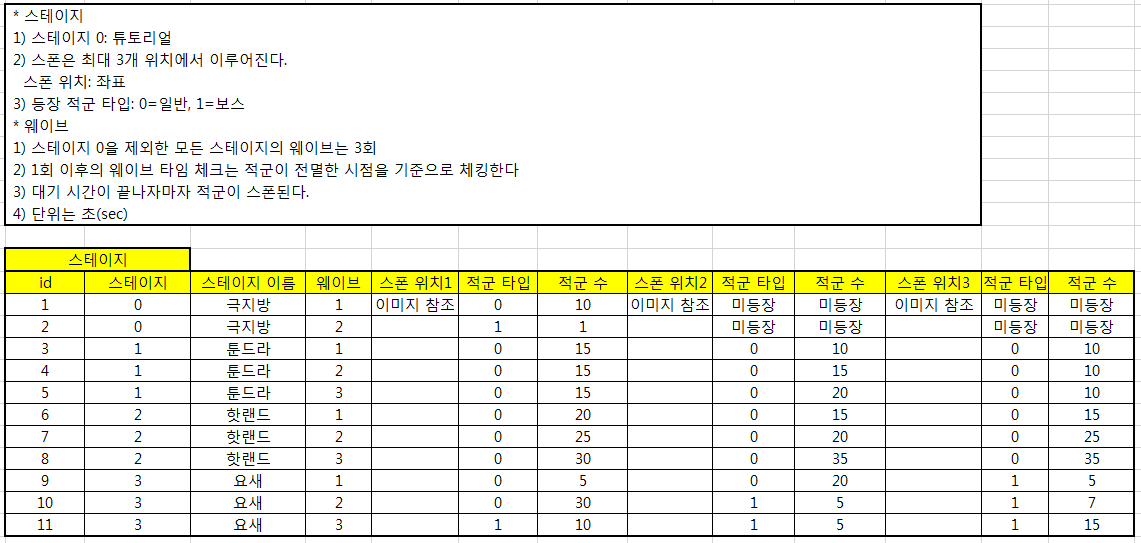 * 스테이지
1) 스테이지 0: 튜토리얼
2) 스폰은 최대 3개 위치에서 이루어진다.
스폰 위치: 좌표
3) 등장 적군 타입: 0=일반, 1=보스
* 웨이브
1) 스테이지 0을 제외한 모든 스테이지의 웨이브는 3회
2) 1회 이후의 웨이브 타임 체크는 적군이 전멸한 시점을 기준으로 체킹한다
3) 대기 시간이 끝나자마자 적군이 스폰된다.
4) 단위는 초(sec)
스테이지
id 스테이지 스테이지 이름 웨이브 스폰 위치1 적군 타입 적군 수 스폰 위치2 적군 타입 적군 수 스폰 위치3 적군 타입 적군 수
1 0 극지방 1 이미지 참조 0 10 이미지 참조 미등장 미등장 이미지 참조 미등장 미등장
2 0 극지방 2 1 1 미등장 미등장 미등장 미등장
3 1 툰드라 1 0 15 0 10 0 10
4 1 툰드라 2 0 15 0 15 0 10
5 1 툰드라 3 0 15 0 20 0 10
6 2 핫랜드 1 0 20 0 15 0 15
7 2 핫랜드 2 0 25 0 20 0 25
8 2 핫랜드 3 0 30 0 35 0 35
9 3 요새 1 0 5 0 20 1 5
10 3 요새 2 0 30 1 5 1 7
11 3 요새 3 1 10 1 5 1 15